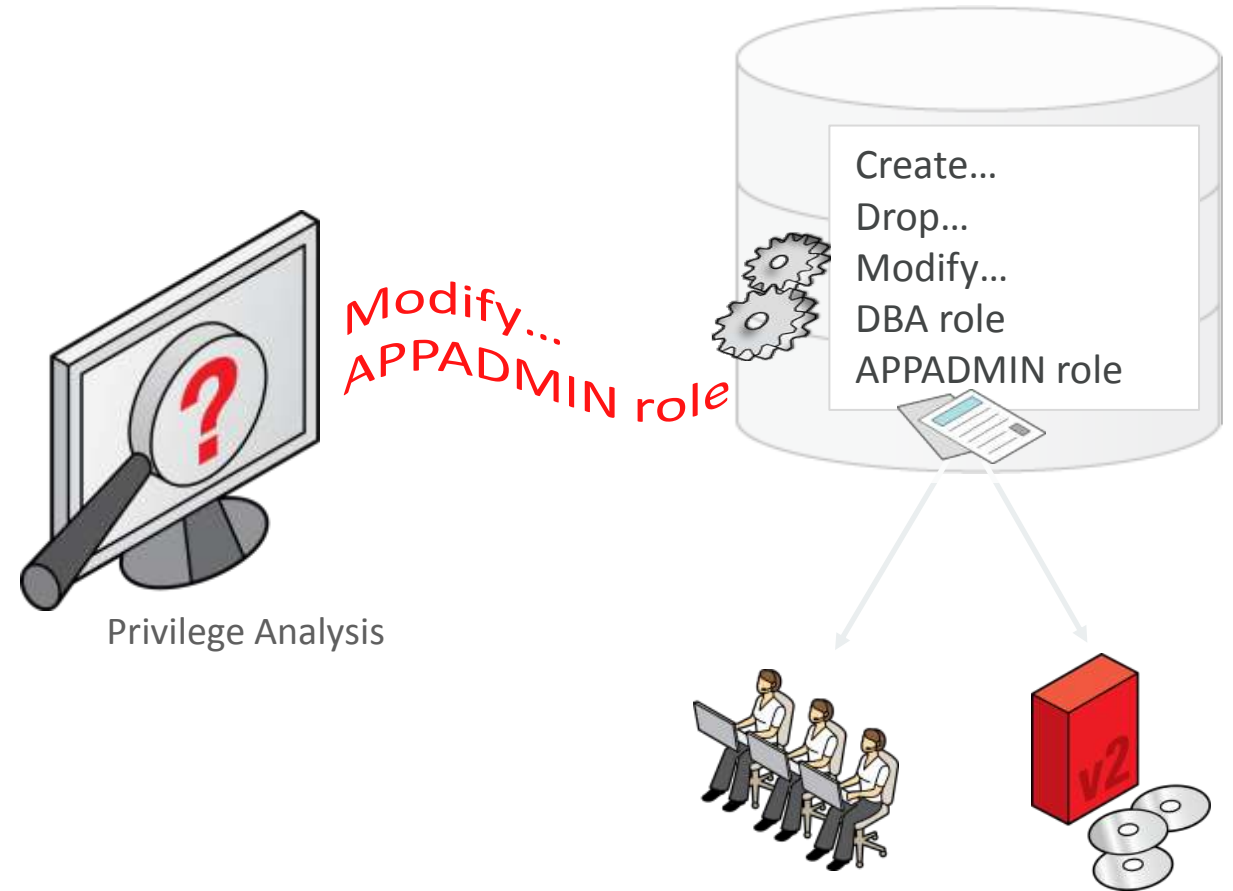 Create…
Drop…
Modify…
DBA role
APPADMIN role
Modify…
APPADMIN role
?
Privilege Analysis
v2